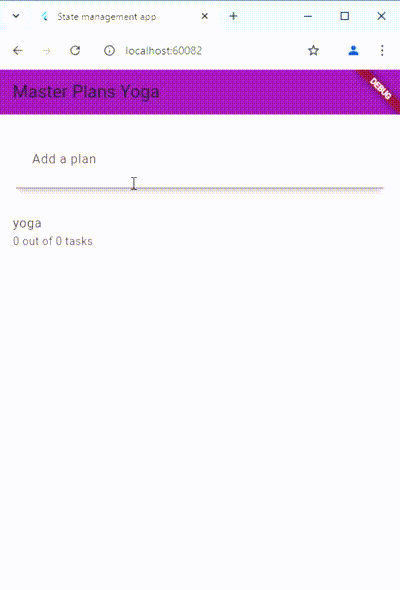 State management app
localhost:60082
Master Plans Yoga
DEBUG
Add a plan
yoga
0 out of 0 tasks